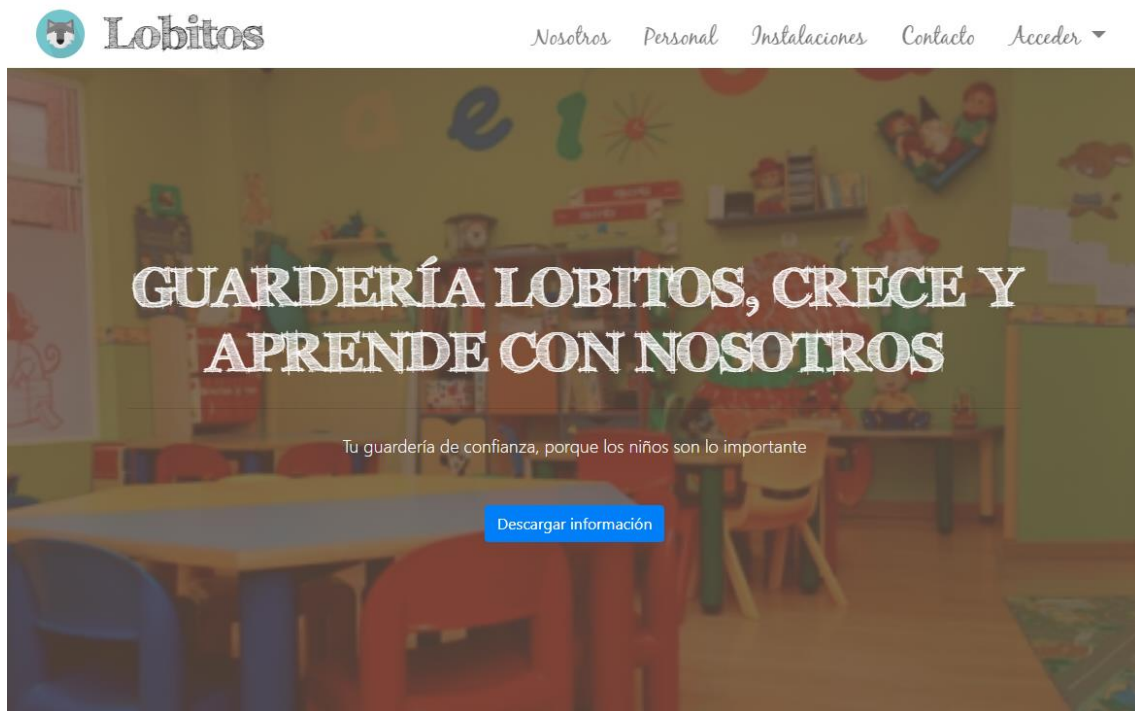 Lobitos
Nosotros Personal Instalaciones Contacto Acceder
a e i
GUARDERÍA LOBITOS, CRECE Y
APRENDE CON NOSOTROS
Tu guardería de confianza, porque los niños son lo importante
Descargar información